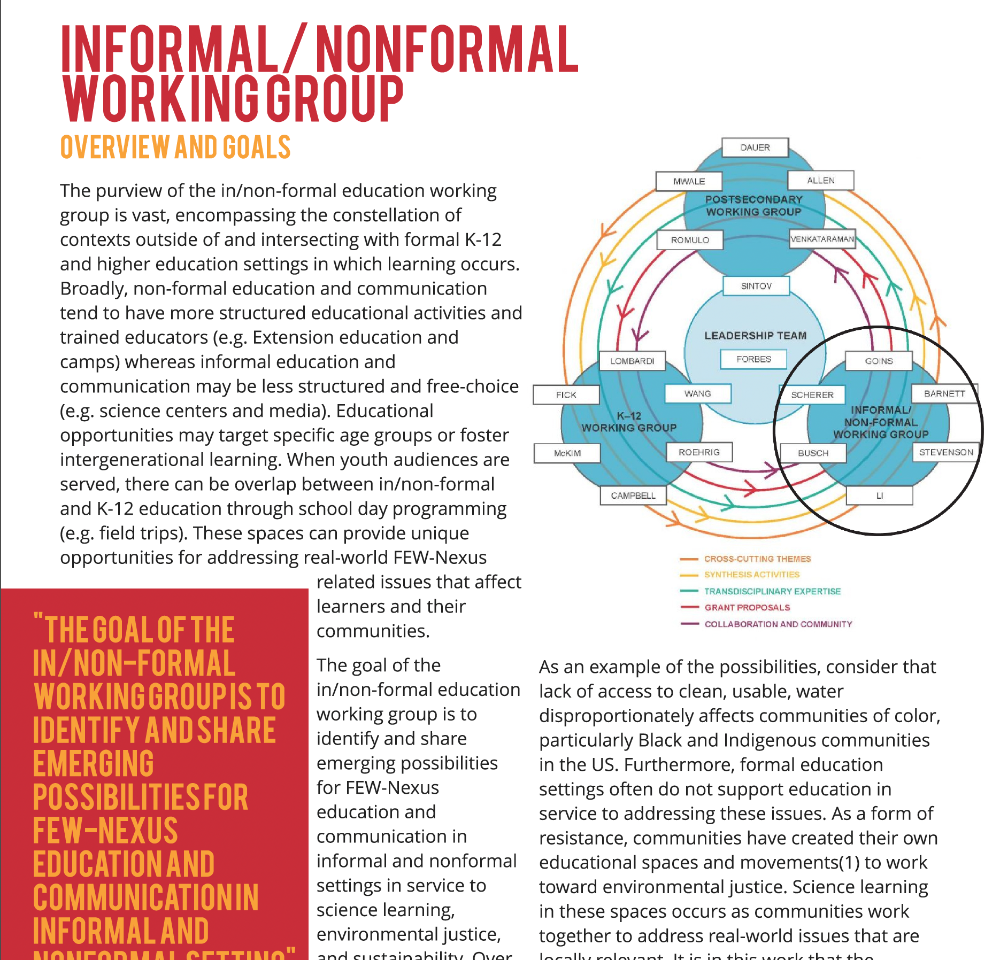 INFORMAL/NONFORMAL
WORKING GROUP
OVERVIEW AND GOALS
The purview of the in/non-formal education working
group is vast, encompassing the constellation of
contexts outside of and intersecting with formal K-12
and higher education settings in which learning occurs.
Broadly, non-formal education and communication
tend to have more structured educational activities and
trained educators (e.g. Extension education and
camps) whereas informal education and
communication may be less structured and free-choice
(e.g. science centers and media). Educational
opportunities may target specific age groups or foster
intergenerational learning. When youth audiences are
served, there can be overlap between in/non-formal
and K-12 education through school day programming
(e.g. field trips). These spaces can provide unique
opportunities for addressing real-world FEW-Nexus
related issues that affect
learners and their
communities.
"THE GOAL OF THE
IN/NON-FORMAL
WORKING GROUP IS TO
IDENTIFY AND SHARE
EMERGING
POSSIBILITIES FOR
FEW-NEXUS
EDUCATION AND
COMMUNICATION IN
INFORMAL AND
NONFORMAL SETTING"
The goal of the
in/non-formal education
working group is to
identify and share
emerging possibilities
for FEW-Nexus
education and
communication in
informal and nonformal
settings in service to
science learning,
environmental justice,
and sustainability. Over
DAUER
MWALE
ALLEN
POSTSECONDARY
WORKING GROUP
ROMULO
VENKATARAMAN
SINTOV
LEADERSHIP TEAM
FORBES
LOMBARDI
GOINS
FICK
WANG
SCHERER
BARNETT
K–12
WORKING GROUP
INFORMAL/
NON-FORMAL
WORKING GROUP
McKIM
ROEHRIG
BUSCH
STEVENSON
CAMPBELL
LI
CROSS-CUTTING THEMES
SYNTHESIS ACTIVITIES
TRANSDISCIPLINARY EXPERTISE
GRANT PROPOSALS
COLLABORATION AND COMMUNITY
As an example of the possibilities, consider that
lack of access to clean, usable, water
disproportionately affects communities of color,
particularly Black and Indigenous communities
in the US. Furthermore, formal education
settings often do not support education in
service to addressing these issues. As a form of
resistance, communities have created their own
educational spaces and movements(1) to work
toward environmental justice. Science learning
in these spaces occurs as communities work
together to address real-world issues that are
locally relevant. It is in this work that the